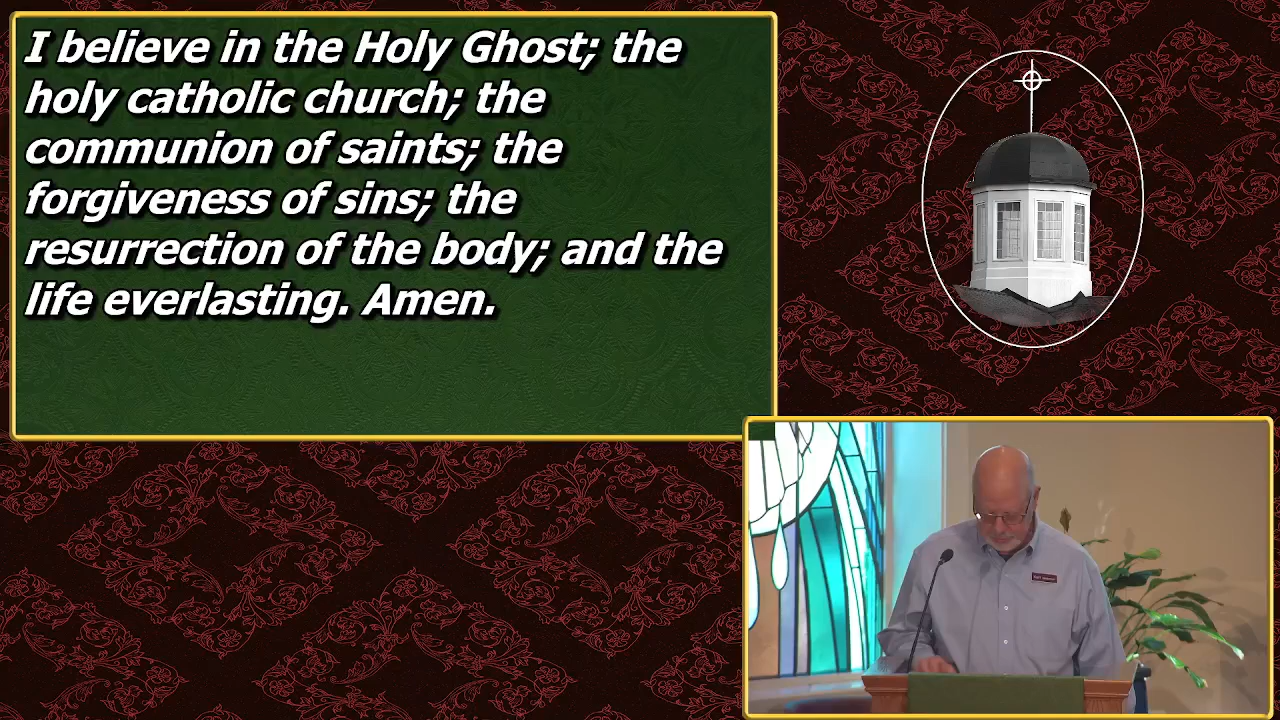 I believe in the Holy Ghost; the
holy catholic church; the
communion of saints; the
forgiveness of sins; the
resurrection of the body; and the
life everlasting. Amen.